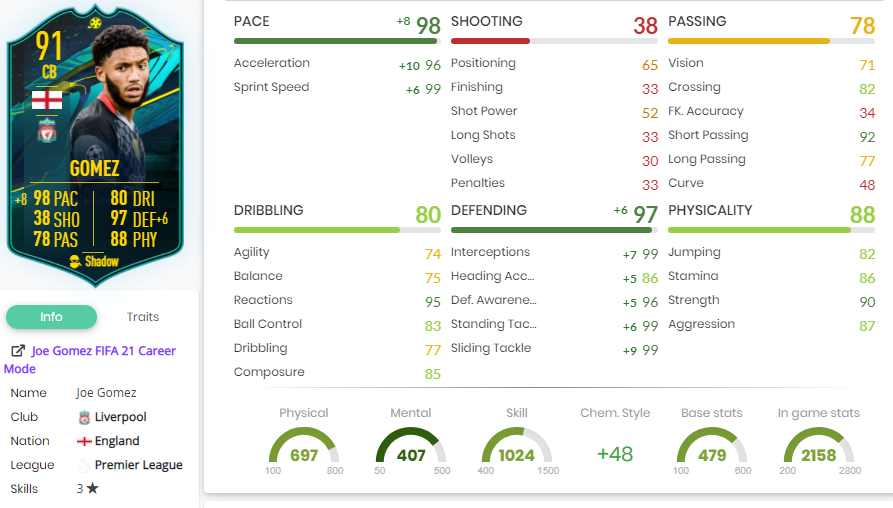 91
CB
GOMEZ
+8 98 PAC 80 DRI
38 SHO 97 DEF+6
78 PAS 88 PHY
Shadow
Info Traits
Joe Gomez FIFA 21 Career Mode
Name Joe Gomez
Club Liverpool
Nation England
League Premier League
Skills 3★
PACE +8 98
Acceleration +10 96
Sprint Speed +6 99
SHOOTING 38
Positioning 65
Finishing 33
Shot Power 52
Long Shots 33
Volleys 30
Penalties 33
PASSING 78
Vision 71
Crossing 82
FK. Accuracy 34
Short Passing 92
Long Passing 77
Curve 48
DRIBBLING 80
Agility 74
Balance 75
Reactions 95
Ball Control 83
Dribbling 77
Composure 85
DEFENDING +6 97
Interceptions +7 99
Heading Acc... +5 86
Def. Awarene... +5 96
Standing Tac... +6 99
Sliding Tackle +9 99
PHYSICALITY 88
Jumping 82
Stamina 86
Strength 90
Aggression 87
Physical
697
100 800
Mental
407
50 500
Skill
1024
400 1500
Chem. Style
+48
Base stats
479
100 600
In game stats
2158
200 2800